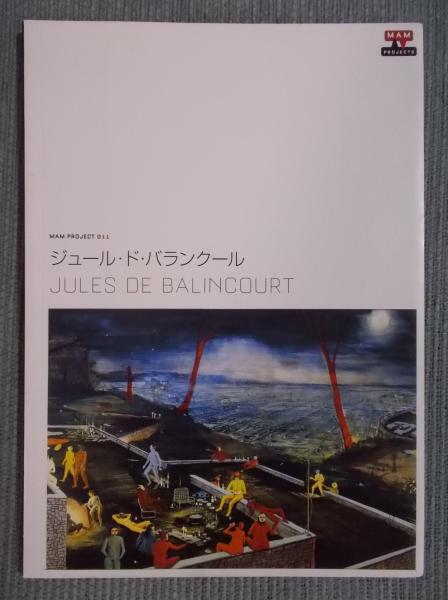 MAM
PROJECTS
MAM PROJECT 011
ジュール・ド・バランクール
JULES DE BALINCOURT